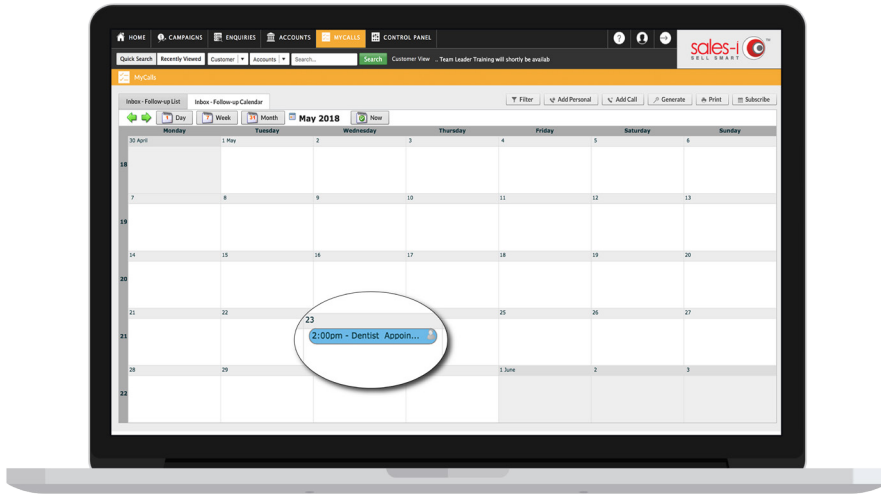 HOME CAMPAIGNS ENQUIRIES ACCOUNTS MYCALLS CONTROL PANEL ?
sales-i
SELL SMART
Quick Search Recently Viewed Customer Accounts Search... Search Customer View .. Team Leader Training will shortly be availab
MyCalls
Inbox - Follow-up List Inbox - Follow-up Calendar Filter Add Personal Add Call Generate Print Subscribe
Day Week Month May 2018 New
Monday Tuesday Wednesday Thursday Friday Saturday Sunday
30 April 1 May 2 3 4 5 6
18
7 8 9 10 11 12 13
19
14 15 16 17 18 19 20
20
21 22 23 25 26 27
2:00pm - Dentist Appoin...
21
28 29 1 June 2 3
22